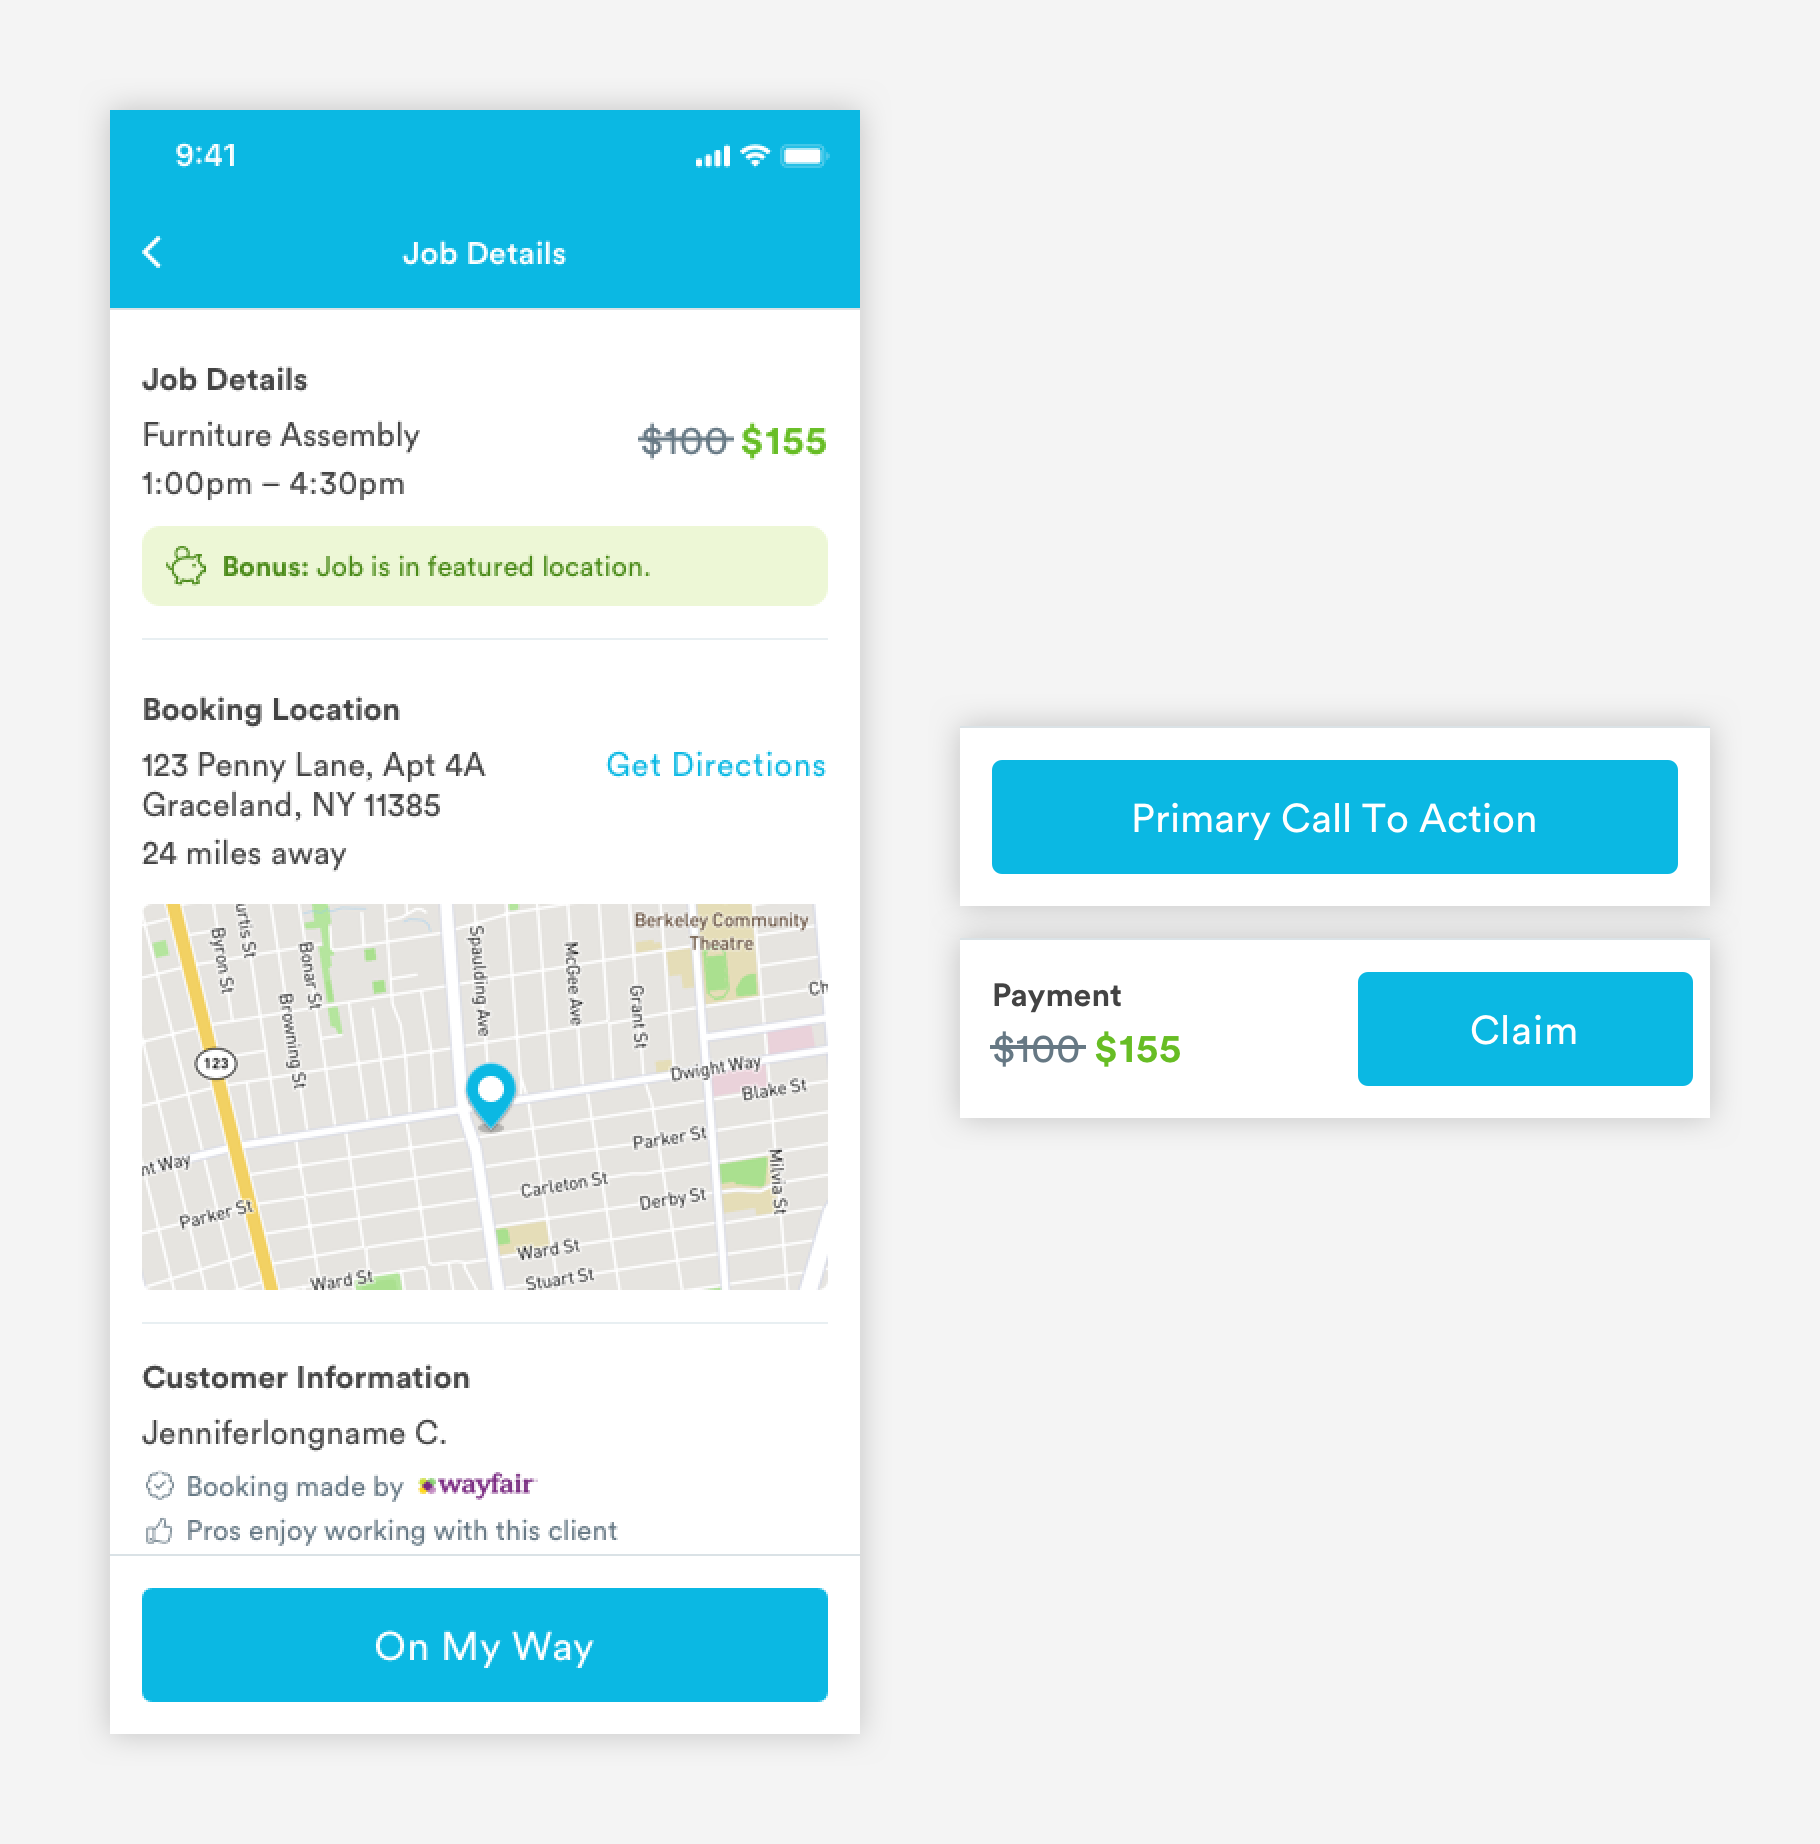 9:41
Job Details
Job Details
Furniture Assembly
$100 $155
1:00pm – 4:30pm
Bonus: Job is in featured location.
Booking Location
123 Penny Lane, Apt 4A
Get Directions
Graceland, NY 11385
24 miles away
Berkeley Community
Theatre
urtis St
Byron St
Bonar St
Browning St
Spaulding Ave
McGee Ave
Grant St
Ch
123
Dwight Way
Blake St
Parker St
nt Way
Milvia St
Carleton St
Derby St
Parker St
Ward St
Stuart St
Ward St
Customer Information
Jenniferlongname C.
Booking made by wayfair
Pros enjoy working with this client
On My Way
Primary Call To Action
Payment
$100 $155
Claim